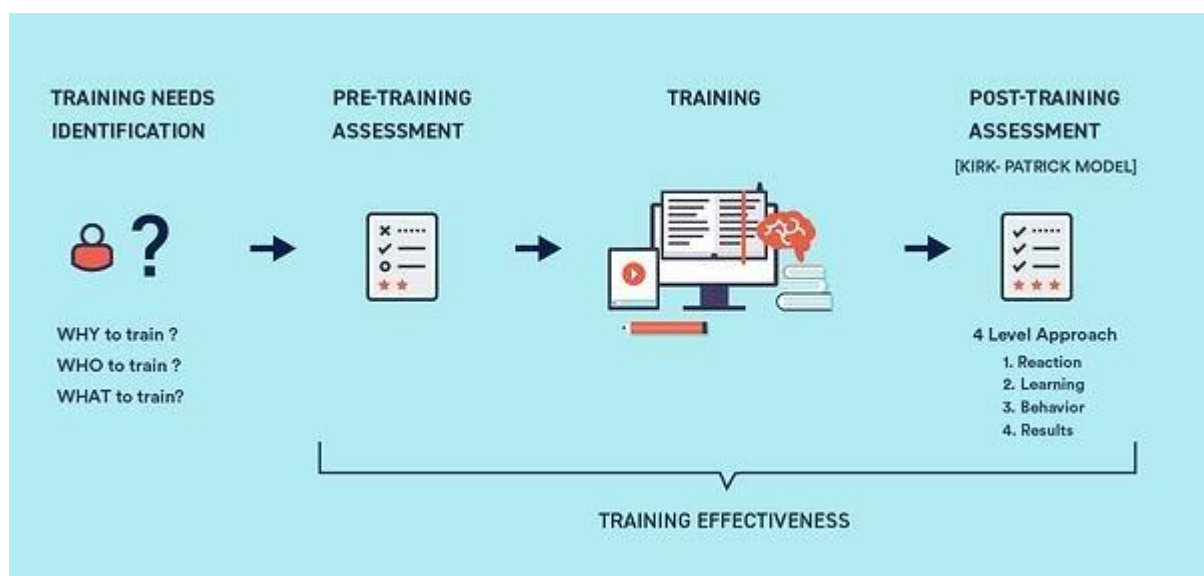 TRAINING NEEDS
IDENTIFICATION
WHY to train ?
WHO to train ?
WHAT to train?
PRE-TRAINING
ASSESSMENT
TRAINING
POST-TRAINING
ASSESSMENT
[KIRK- PATRICK MODEL]
4 Level Approach
1. Reaction
2. Learning
3. Behavior
4. Results
TRAINING EFFECTIVENESS